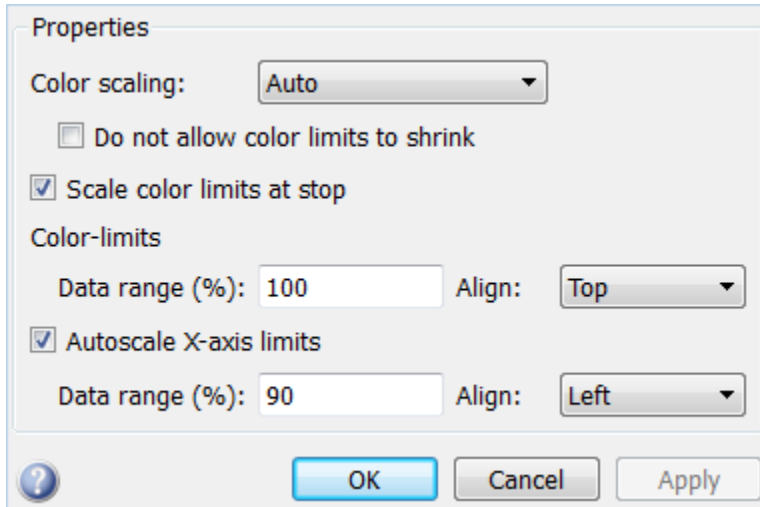 Properties
Color scaling: Auto
Do not allow color limits to shrink
Scale color limits at stop
Color-limits
Data range (%): 100 Align: Top
Autoscale X-axis limits
Data range (%): 90 Align: Left
? OK Cancel Apply